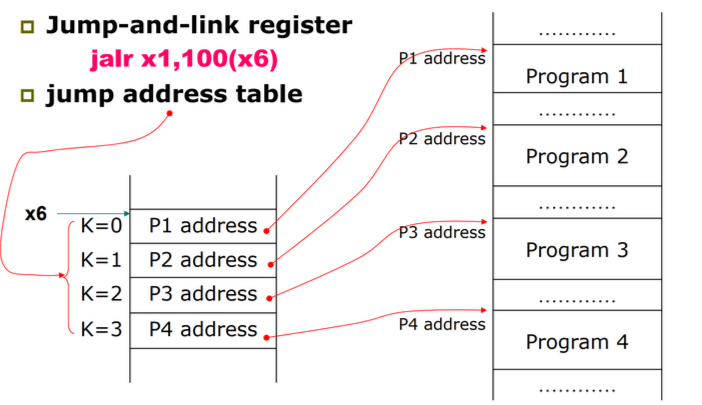 Jump-and-link register
jalr x1,100(x6)
jump address table
x6
K=0 P1 address
K=1 P2 address
K=2 P3 address
K=3 P4 address
............
P1 address
Program 1
............
P2 address
Program 2
............
P3 address
Program 3
............
P4 address
Program 4
............